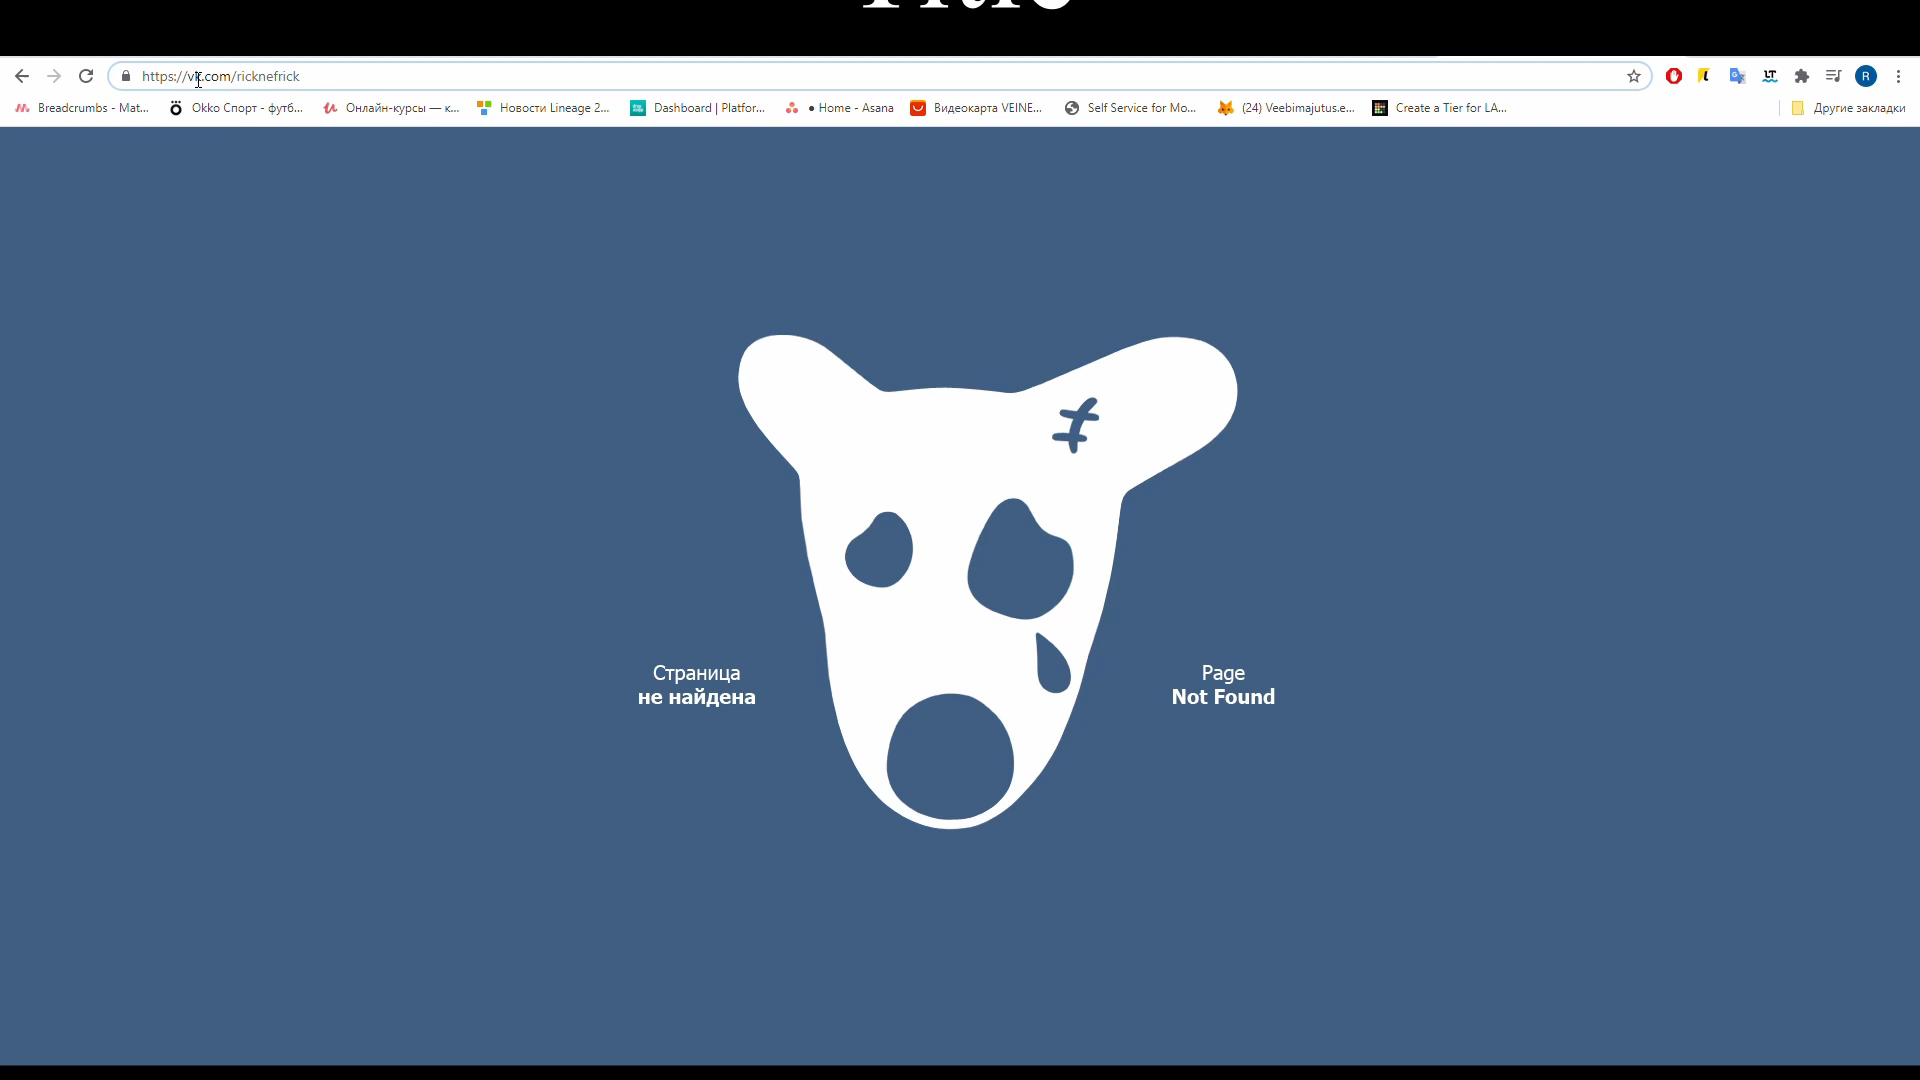 https://vk.com/ricknefrick
Breadcrumbs - Mat...
Okko Спорт - футб...
Онлайн-курсы — к...
Новости Lineage 2...
Dashboard | Platfor...
● Home - Asana
Видеокарта VEINE...
Self Service for Mo...
(24) Veebimajutus.e...
Create a Tier for LA...
Другие закладки
LT
R
Страница
не найдена
Page
Not Found